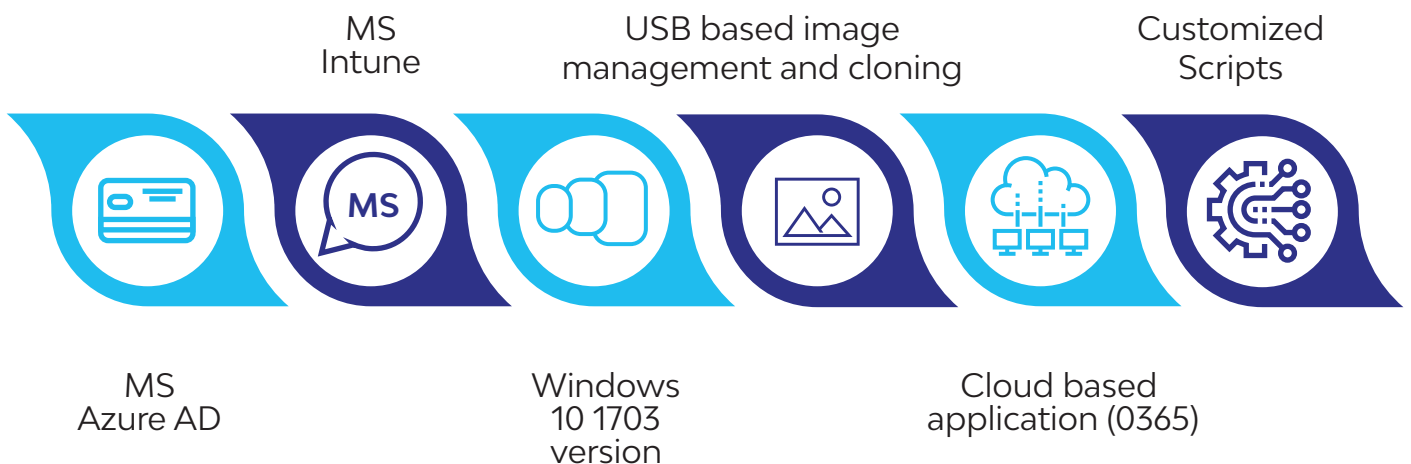 MS
Intune
USB based image
management and cloning
Customized
Scripts
MS
MS
Azure AD
Windows
10 1703
version
Cloud based
application (0365)